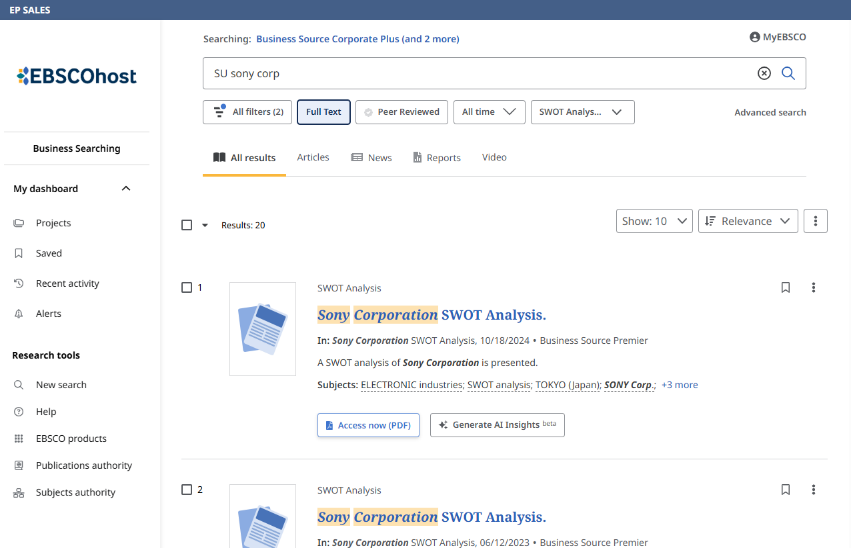 EP SALES
Searching: Business Source Corporate Plus (and 2 more)
MyEBSCO
EBSCOhost
SU sony corp
All filters (2)
Full Text
Peer Reviewed
All time
SWOT Analys...
Advanced search
Business Searching
All results
Articles
News
Reports
Video
My dashboard
Projects
Saved
Recent activity
Alerts
Research tools
New search
Help
EBSCO products
Publications authority
Subjects authority
Results: 20
Show: 10
Relevance
1
SWOT Analysis
Sony Corporation SWOT Analysis.
In: Sony Corporation SWOT Analysis, 10/18/2024 • Business Source Premier
A SWOT analysis of Sony Corporation is presented.
Subjects: ELECTRONIC industries; SWOT analysis; TOKYO (Japan); SONY Corp.; +3 more
Access now (PDF)
Generate AI Insights beta
2
SWOT Analysis
Sony Corporation SWOT Analysis.
In: Sony Corporation SWOT Analysis, 06/12/2023 • Business Source Premier